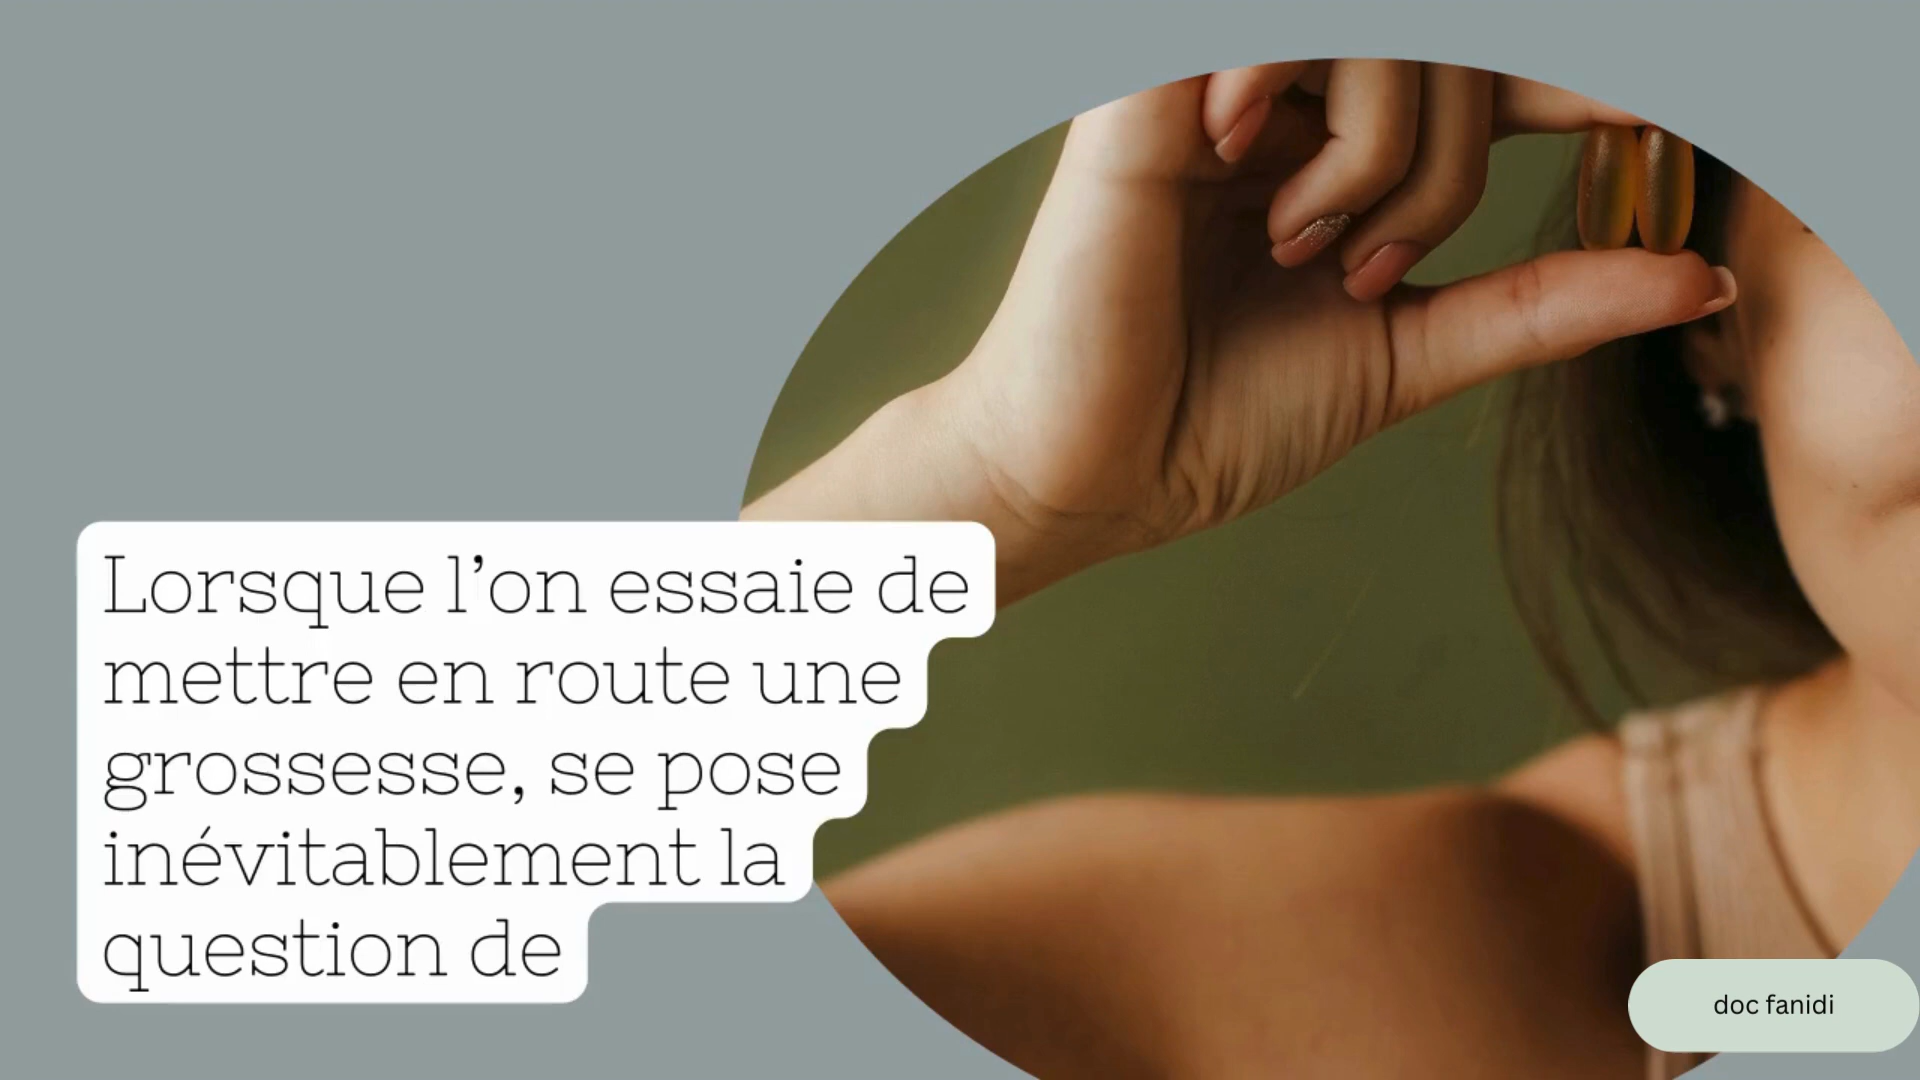 Lorsque l’on essaie de
mettre en route une
grossesse, se pose
inévitablement la
question de
doc fanidi